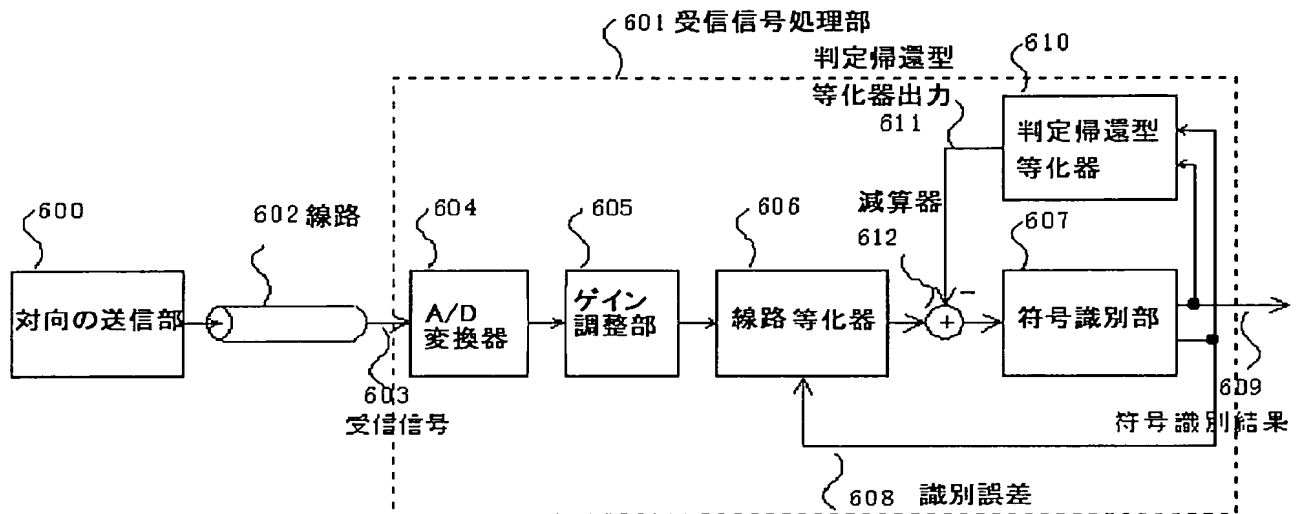 601 受信信号処理部
判定帰還型
等化器出力
611
610
判定帰還型
等化器
600
602 線路
604
605
606
減算器
612
607
対向の送信部
A/D
変換器
ゲイン
調整部
線路等化器
+
−
符号識別部
603
受信信号
609
符号識別結果
608 識別誤差